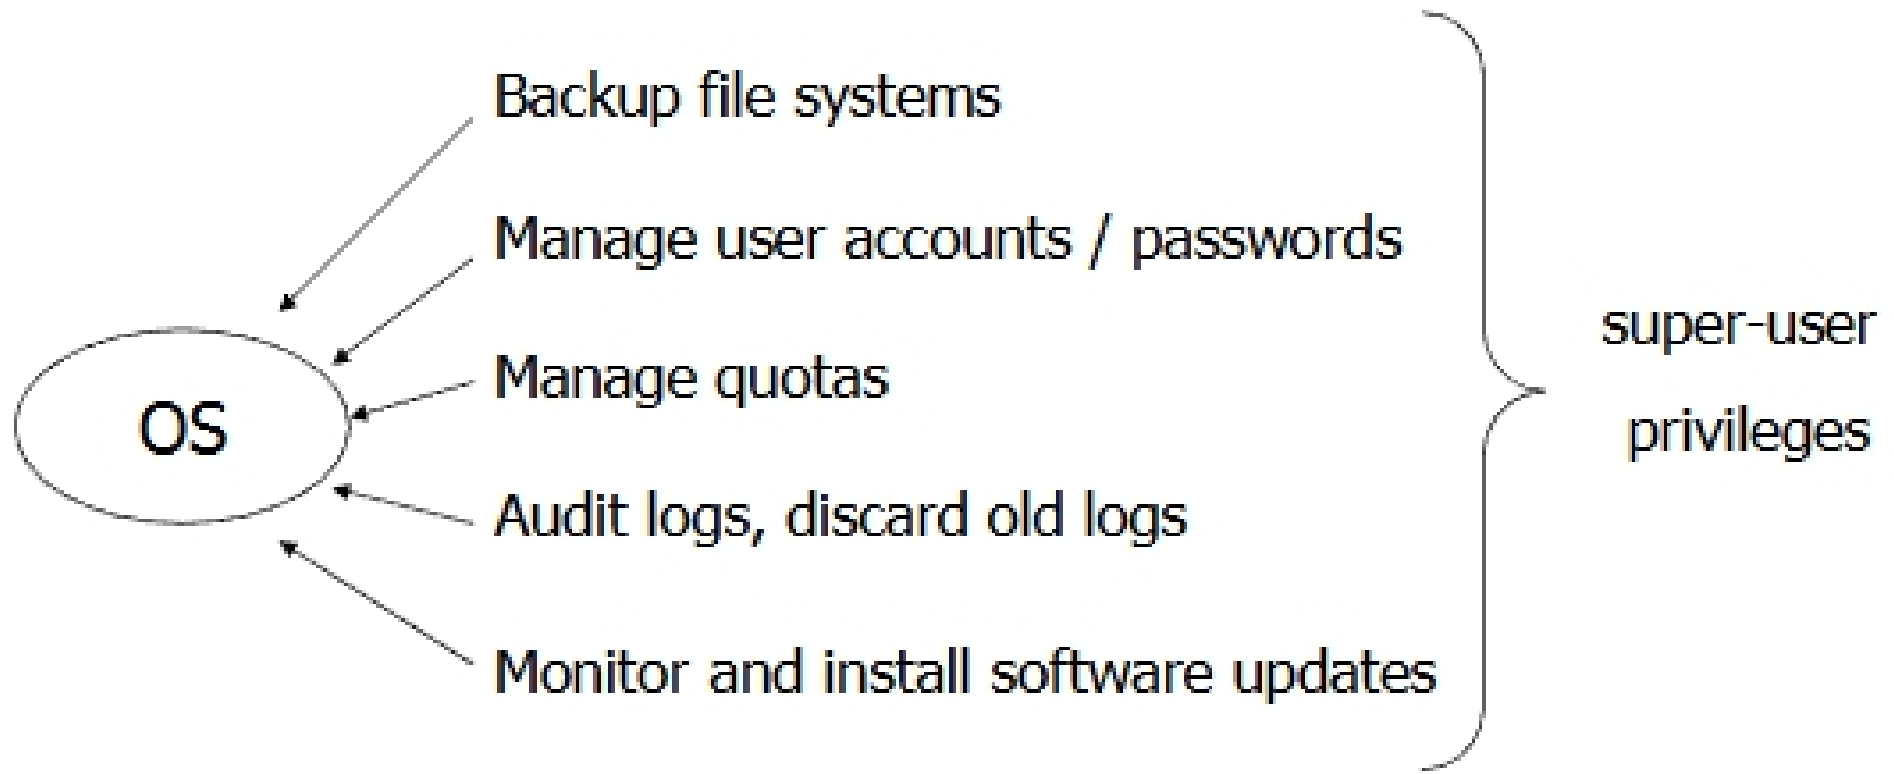 Backup file systems
Manage user accounts / passwords
Manage quotas
Audit logs, discard old logs
Monitor and install software updates
OS
super-user
privileges